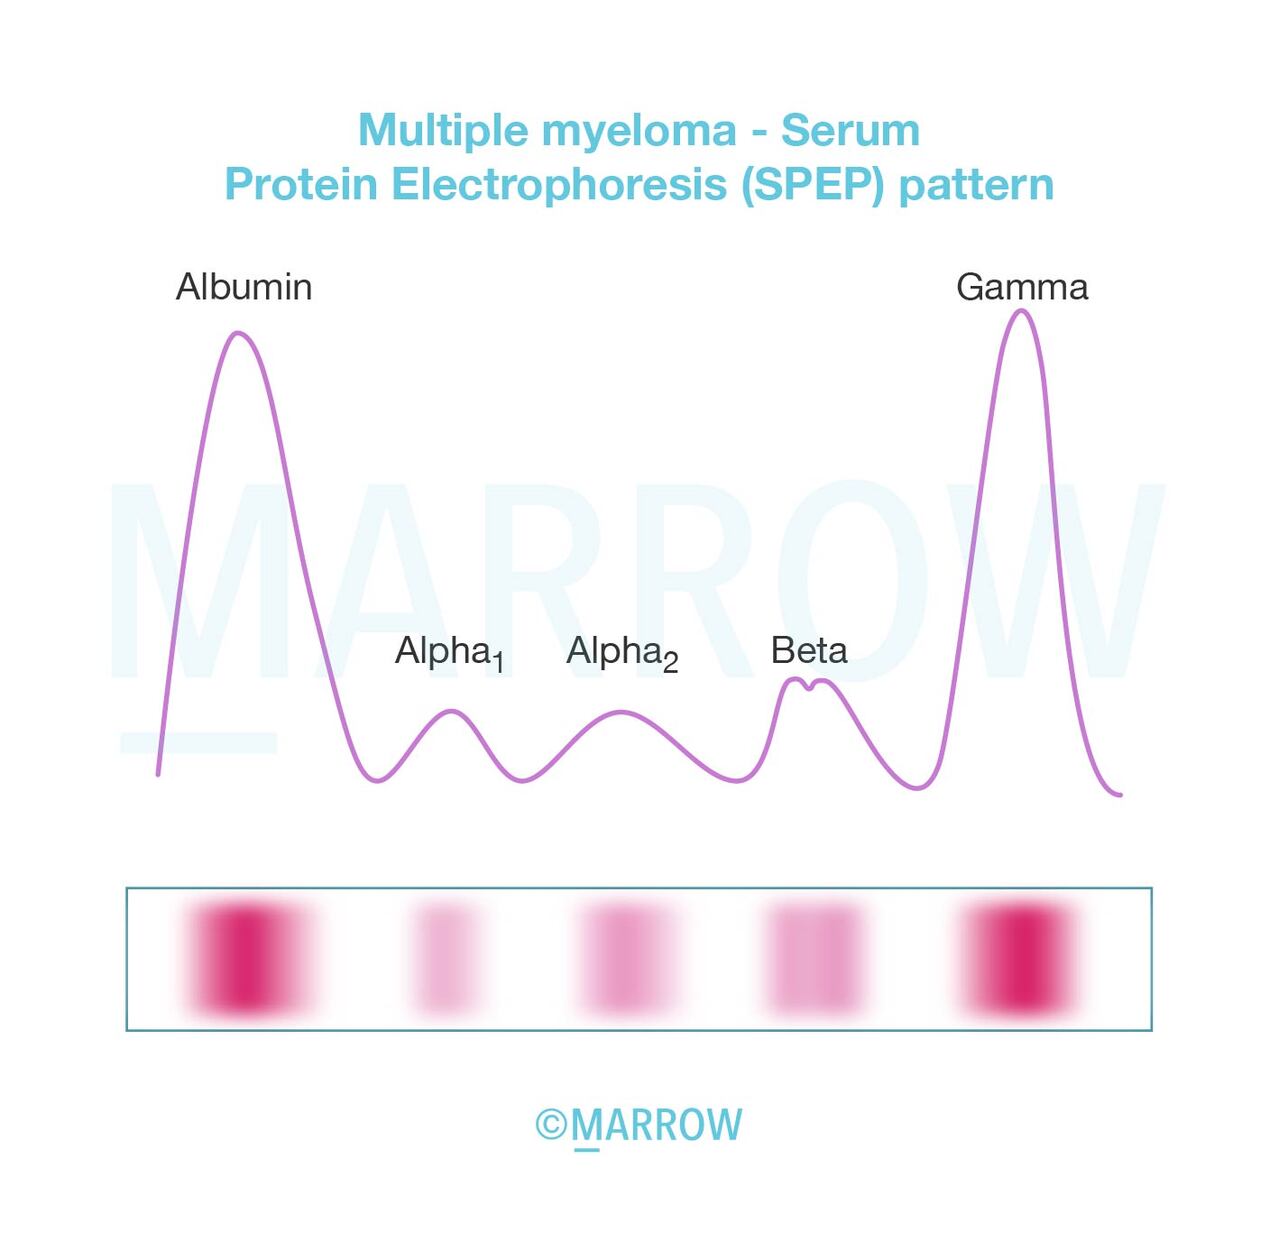 Multiple myeloma - Serum
Protein Electrophoresis (SPEP) pattern
Albumin
Gamma
MARROW
Alpha₁
Alpha₂
Beta
©MARROW